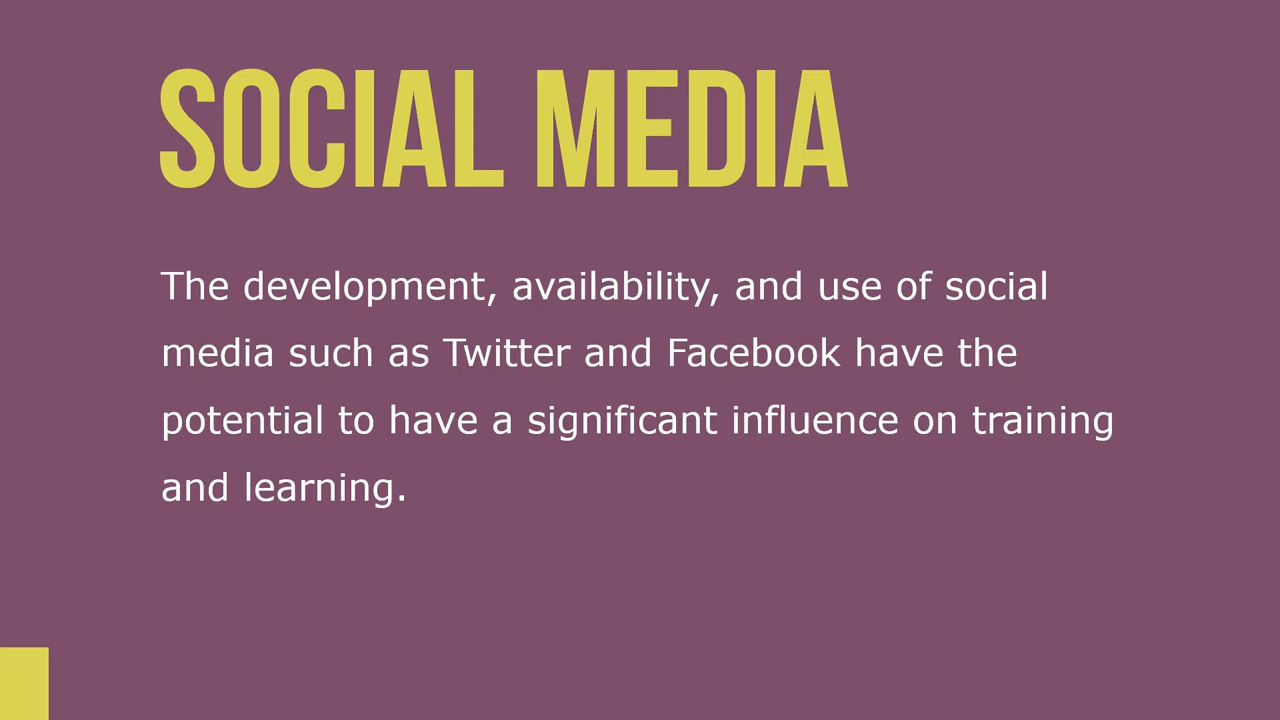 SOCIAL MEDIA
The development, availability, and use of social
media such as Twitter and Facebook have the
potential to have a significant influence on training
and learning.